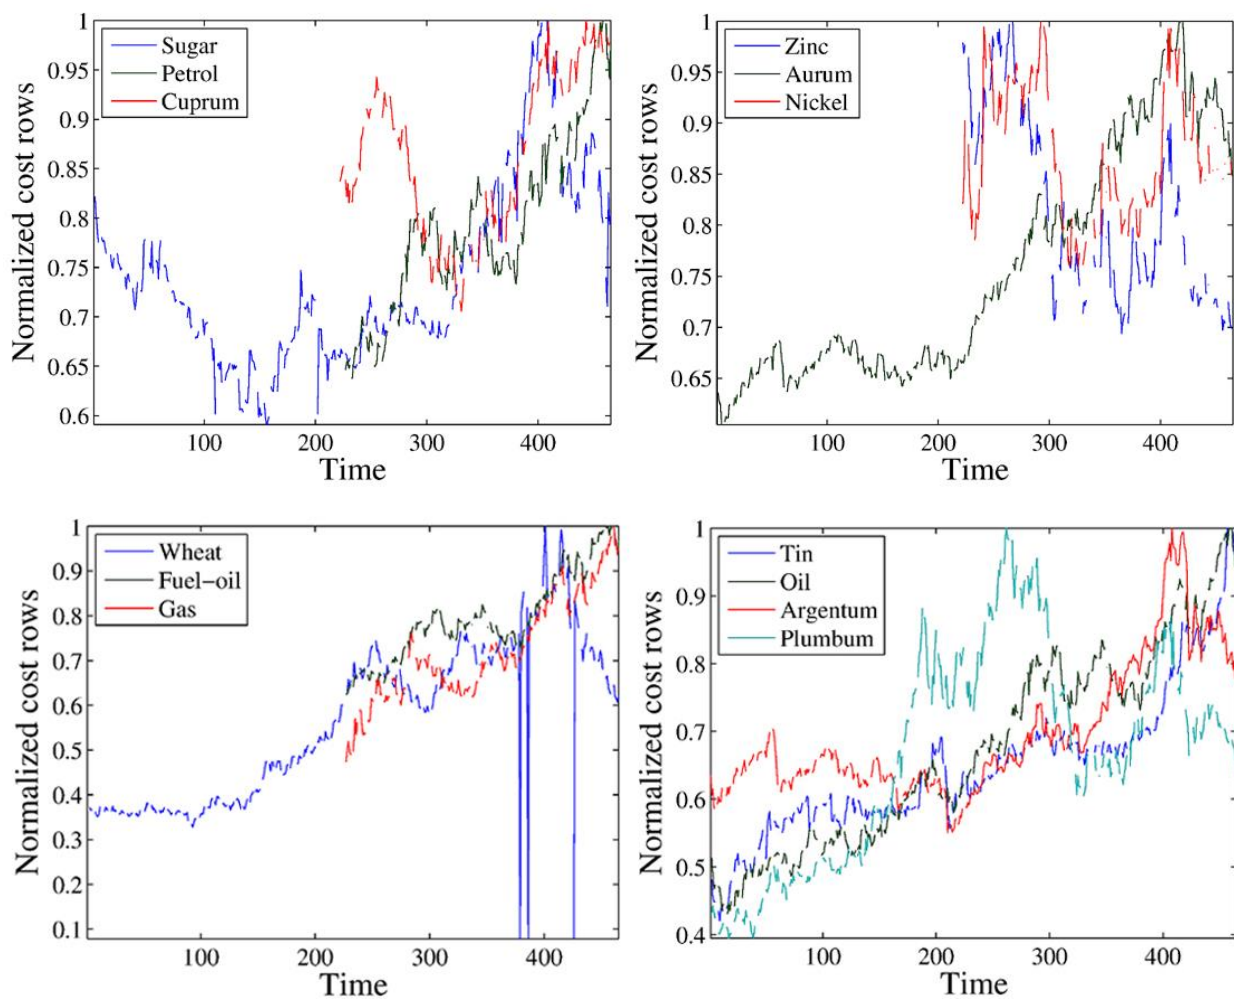 Normalized cost rows
1
0.95
0.9
0.85
0.8
0.75
0.7
0.65
0.6
Sugar
Petrol
Cuprum
100 200 300 400
Time
Normalized cost rows
1
0.95
0.9
0.85
0.8
0.75
0.7
0.65
Zinc
Aurum
Nickel
100 200 300 400
Time
Normalized cost rows
1
0.9
0.8
0.7
0.6
0.5
0.4
0.3
0.2
0.1
Wheat
Fuel-oil
Gas
100 200 300 400
Time
Normalized cost rows
1
0.9
0.8
0.7
0.6
0.5
0.4
Tin
Oil
Argentum
Plumbum
100 200 300 400
Time